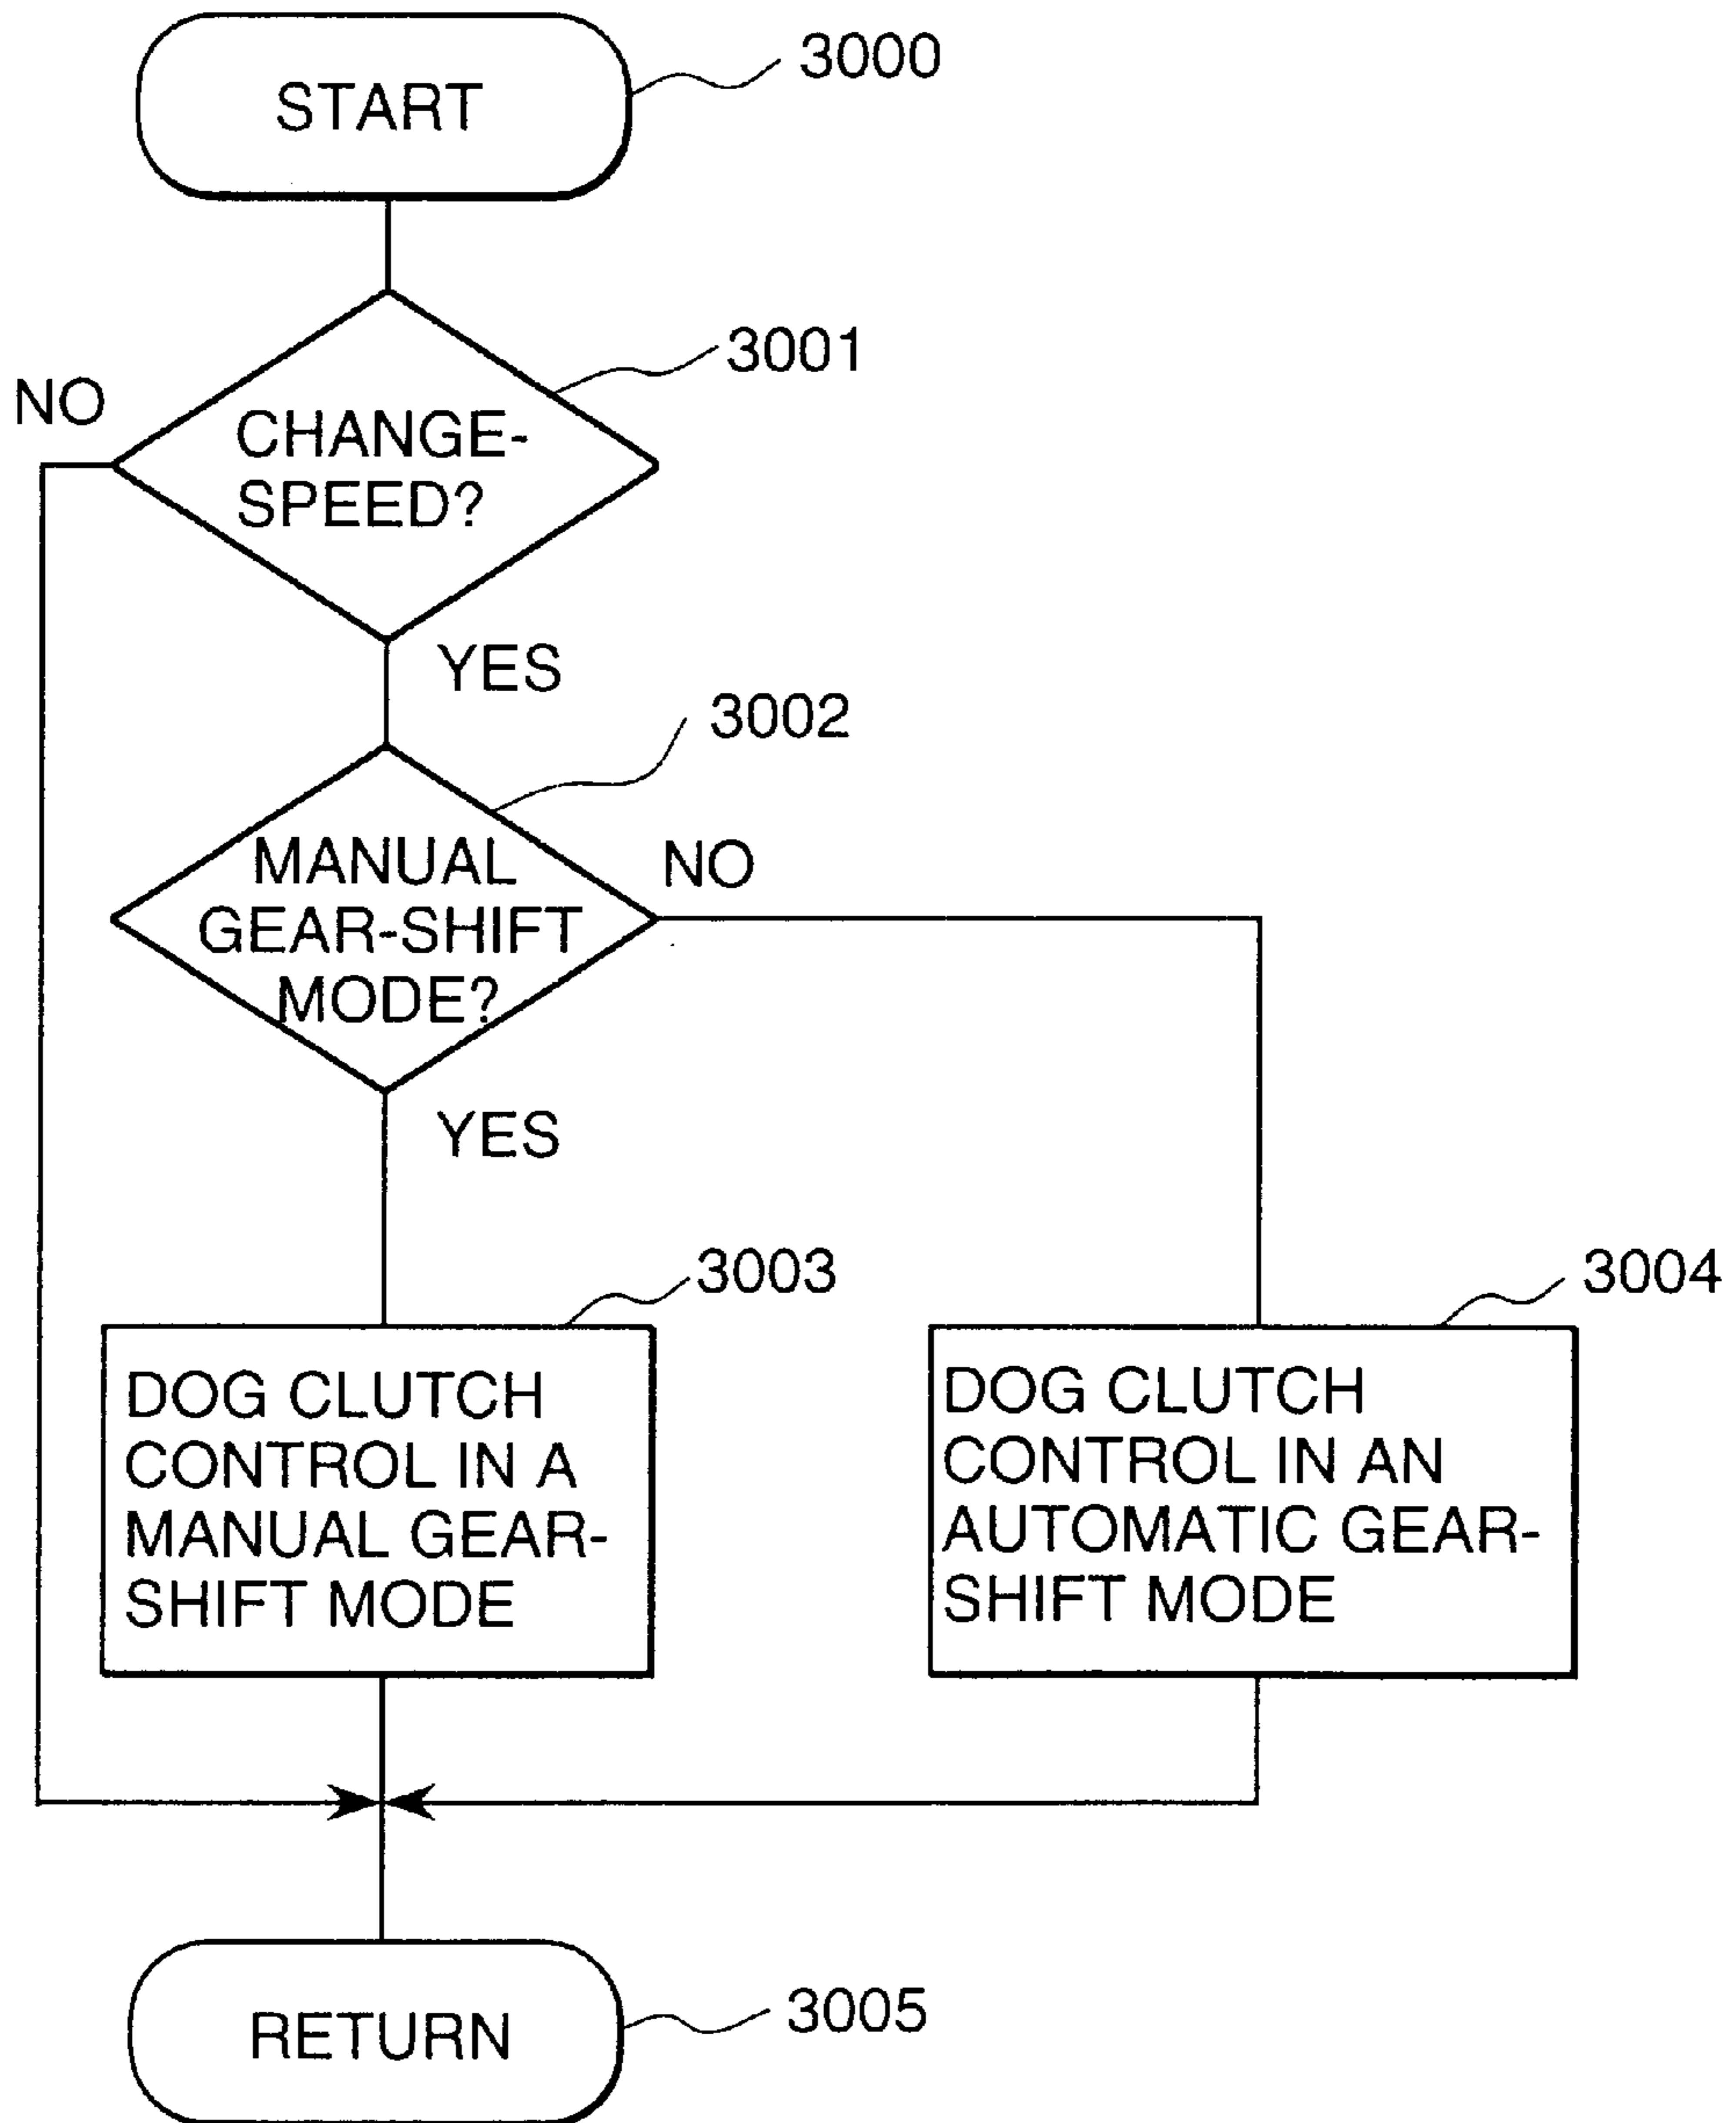 START
3000
3001
NO
CHANGE-
SPEED?
YES
3002
MANUAL
GEAR-SHIFT
MODE?
NO
YES
3003
3004
DOG CLUTCH
CONTROL IN A
MANUAL GEAR-
SHIFT MODE
DOG CLUTCH
CONTROL IN AN
AUTOMATIC GEAR-
SHIFT MODE
RETURN
3005